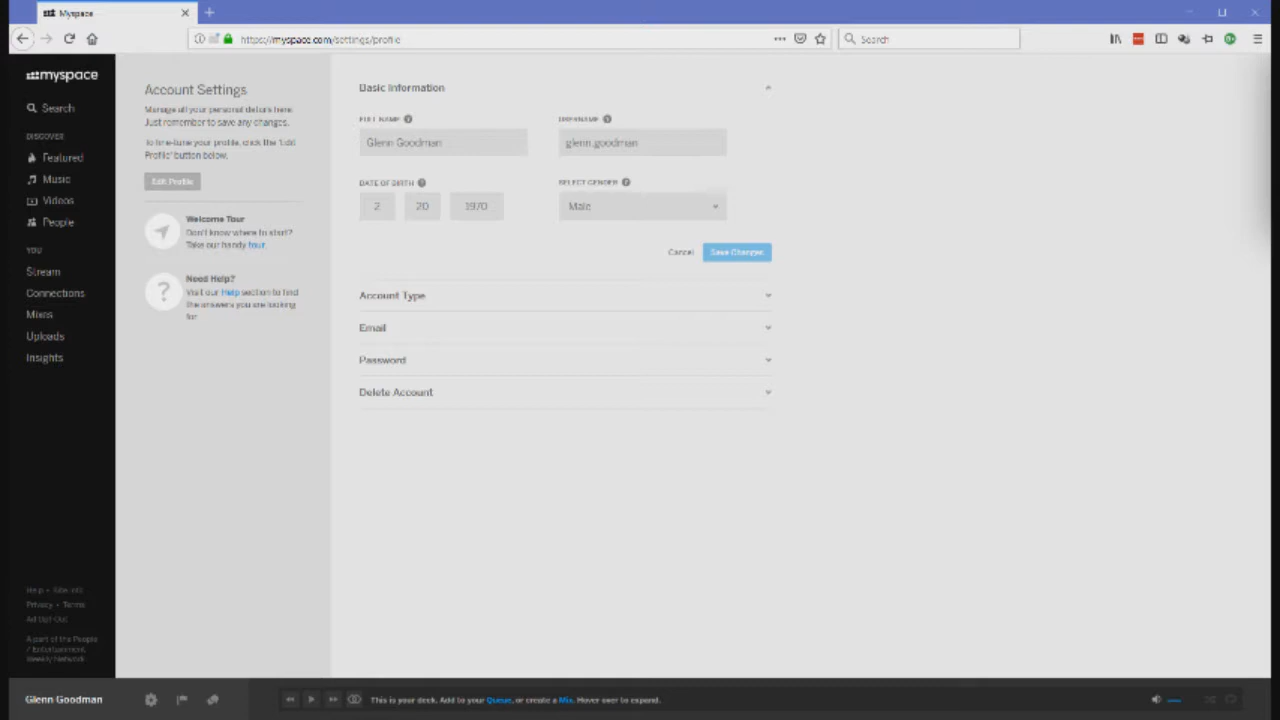 Myspace
https://myspace.com/settings/profile
Search
myspace
Search
DISCOVER
Featured
Music
Videos
People
YOU
Stream
Connections
Mixes
Uploads
Insights
Help • Site Info
Privacy • Terms
Ad Opt-Out
A part of the People
/ Entertainment
Weekly Network
Account Settings
Manage all your personal details here.
Just remember to save any changes.
To fine-tune your profile, click the 'Edit
Profile' button below.
Edit Profile
Welcome Tour
Don't know where to start?
Take our handy tour.
Need Help?
Visit our Help section to find
the answers you are looking
for.
Basic Information
FULL NAME
USERNAME
Glenn Goodman
glenn.goodman
DATE OF BIRTH
SELECT GENDER
2 20 1970
Male
Cancel
Save Changes
Account Type
Email
Password
Delete Account
Glenn Goodman
This is your deck. Add to your Queue, or create a Mix. Hover over to expand.